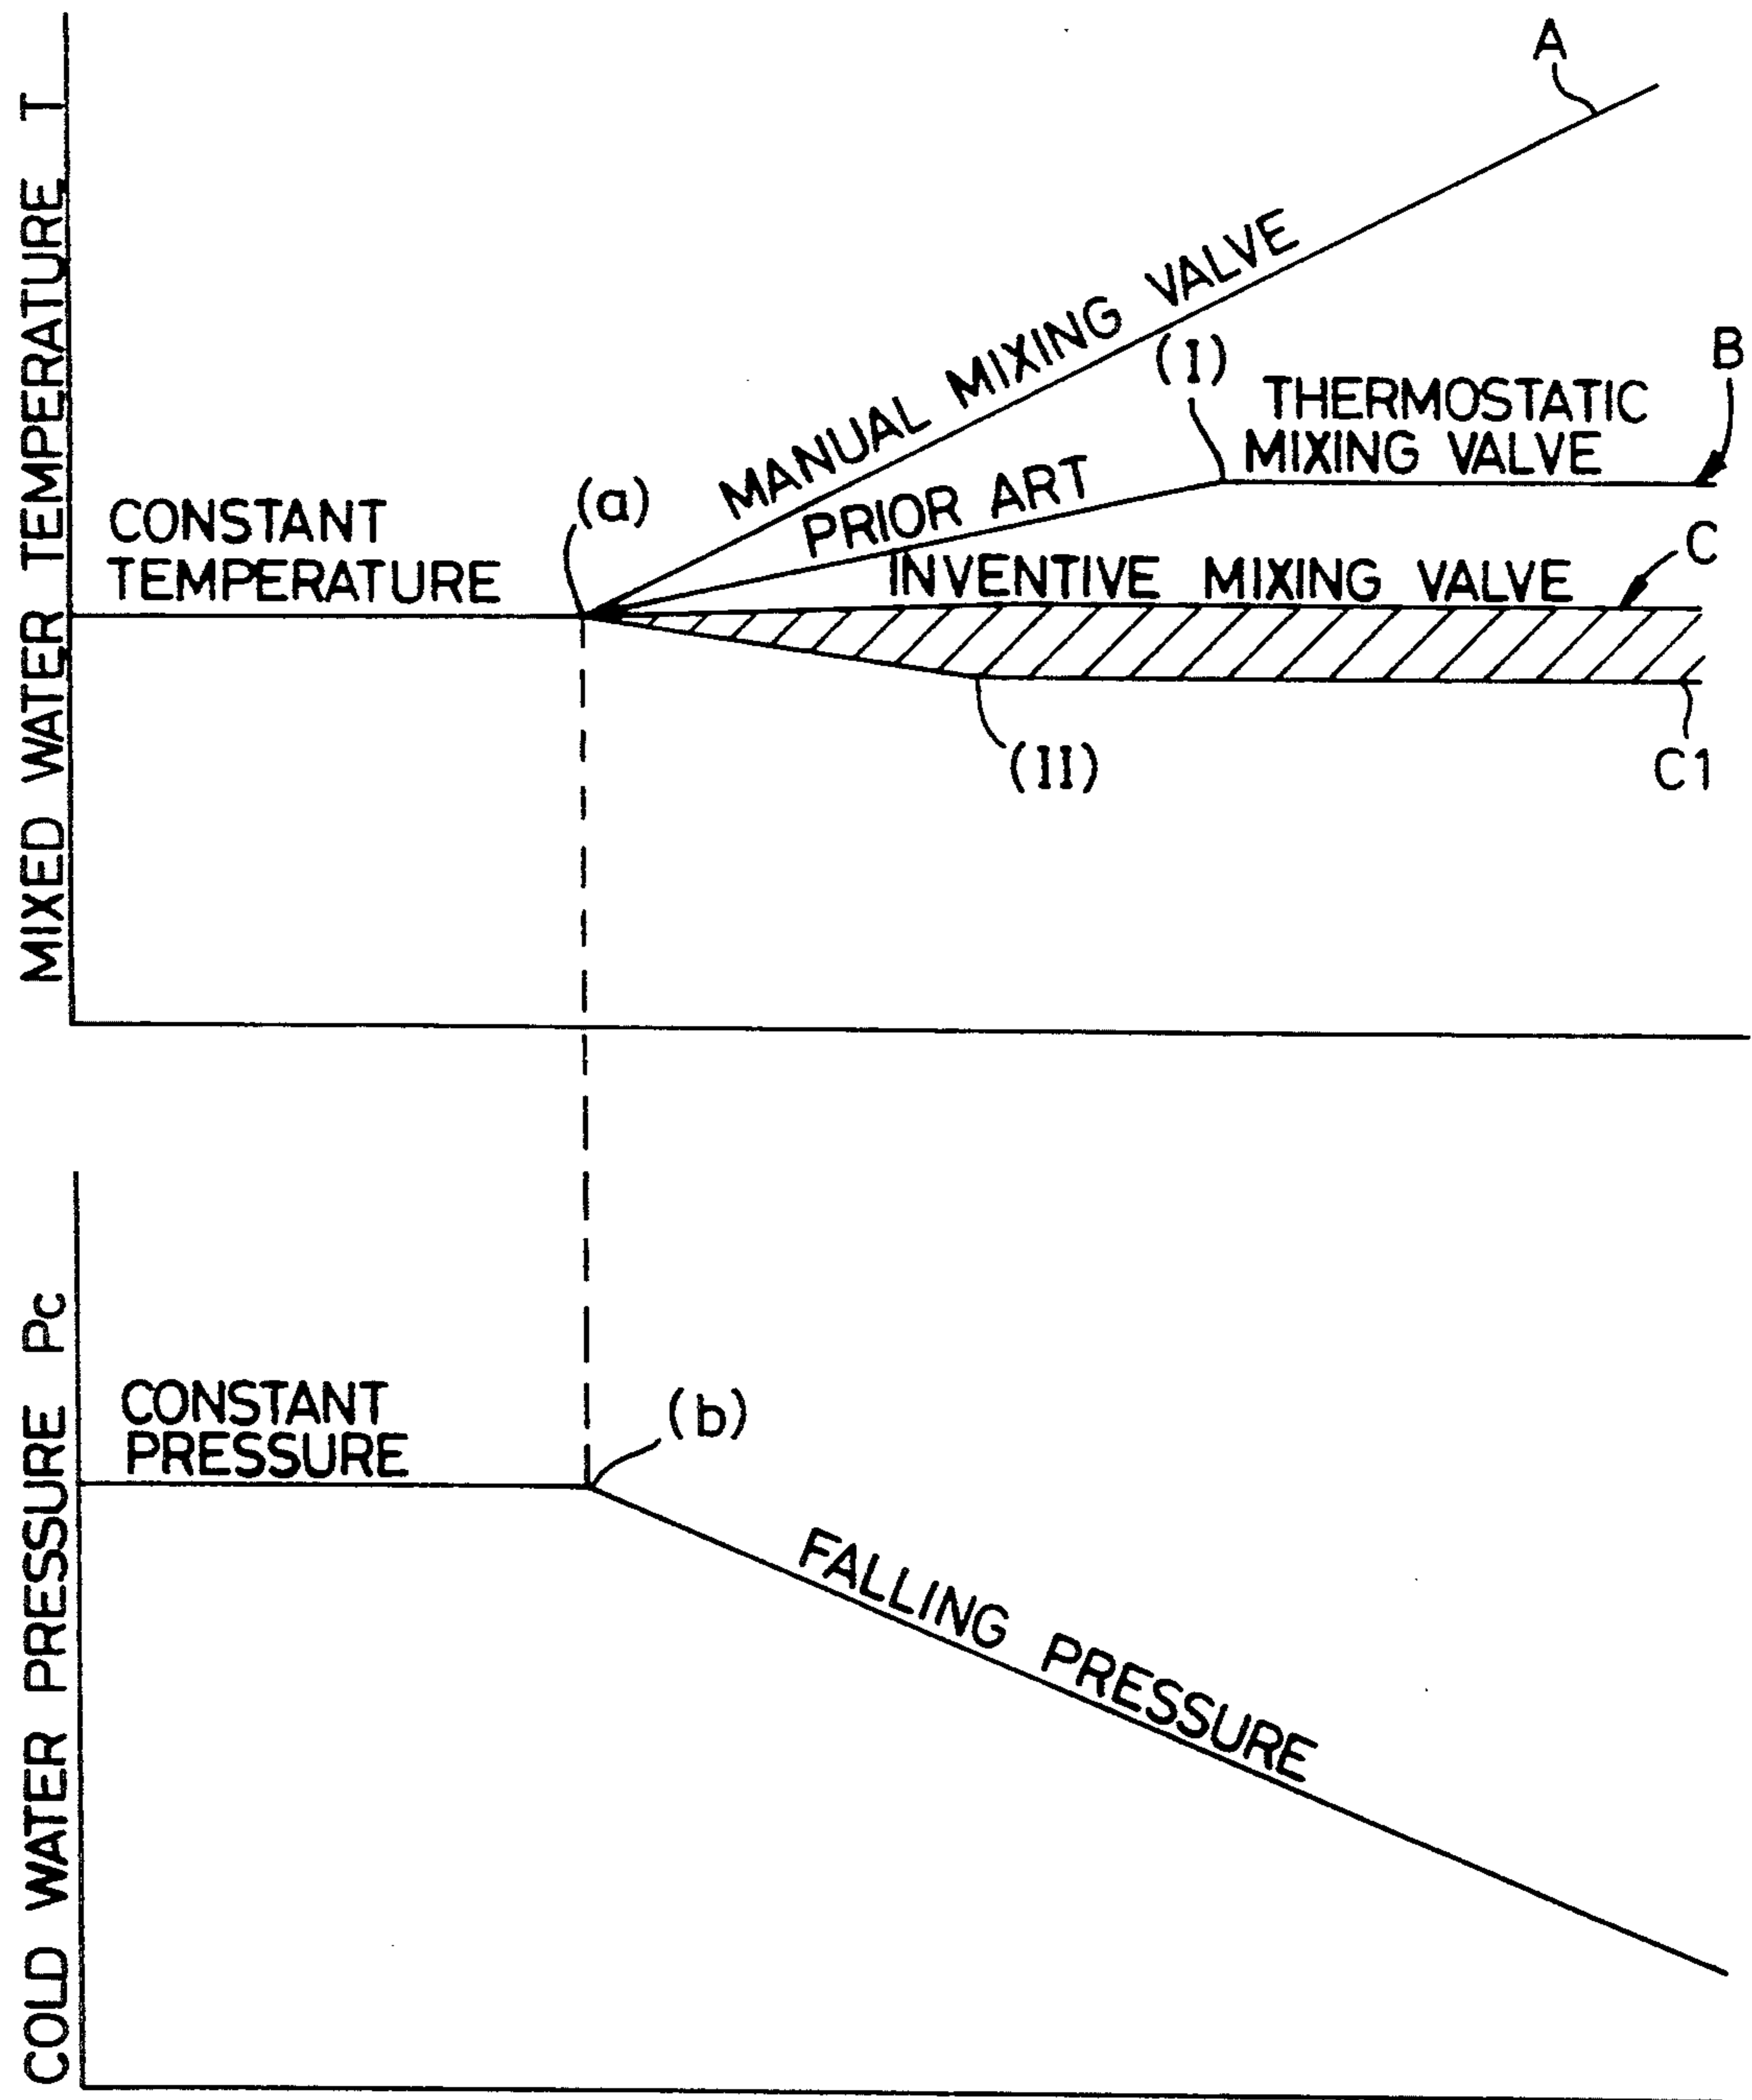 MIXED WATER TEMPERATURE T
A
MANUAL MIXING VALVE
(I)
B
THERMOSTATIC
MIXING VALVE
PRIOR ART
(a)
CONSTANT
TEMPERATURE
INVENTIVE MIXING VALVE
C
(II)
C1
COLD WATER PRESSURE Pc
CONSTANT
PRESSURE
(b)
FALLING PRESSURE